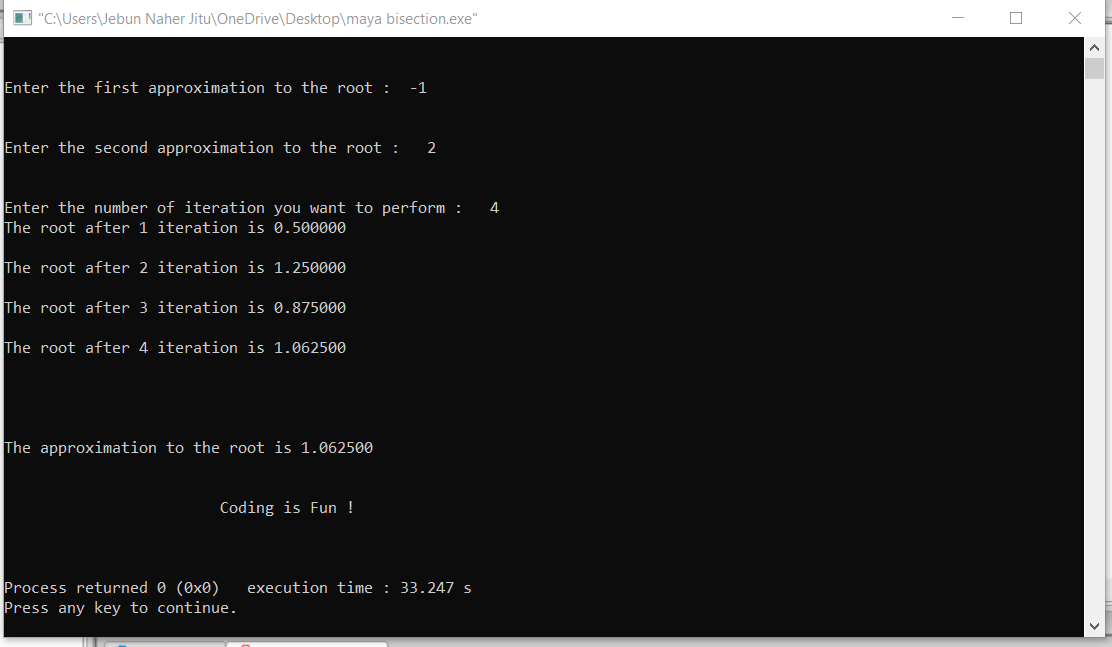 "C:\Users\Jebun Naher Jitu\OneDrive\Desktop\maya bisection.exe"
Enter the first approximation to the root :  -1
Enter the second approximation to the root :   2
Enter the number of iteration you want to perform :   4
The root after 1 iteration is 0.500000
The root after 2 iteration is 1.250000
The root after 3 iteration is 0.875000
The root after 4 iteration is 1.062500
The approximation to the root is 1.062500
Coding is Fun !
Process returned 0 (0x0)   execution time : 33.247 s
Press any key to continue.